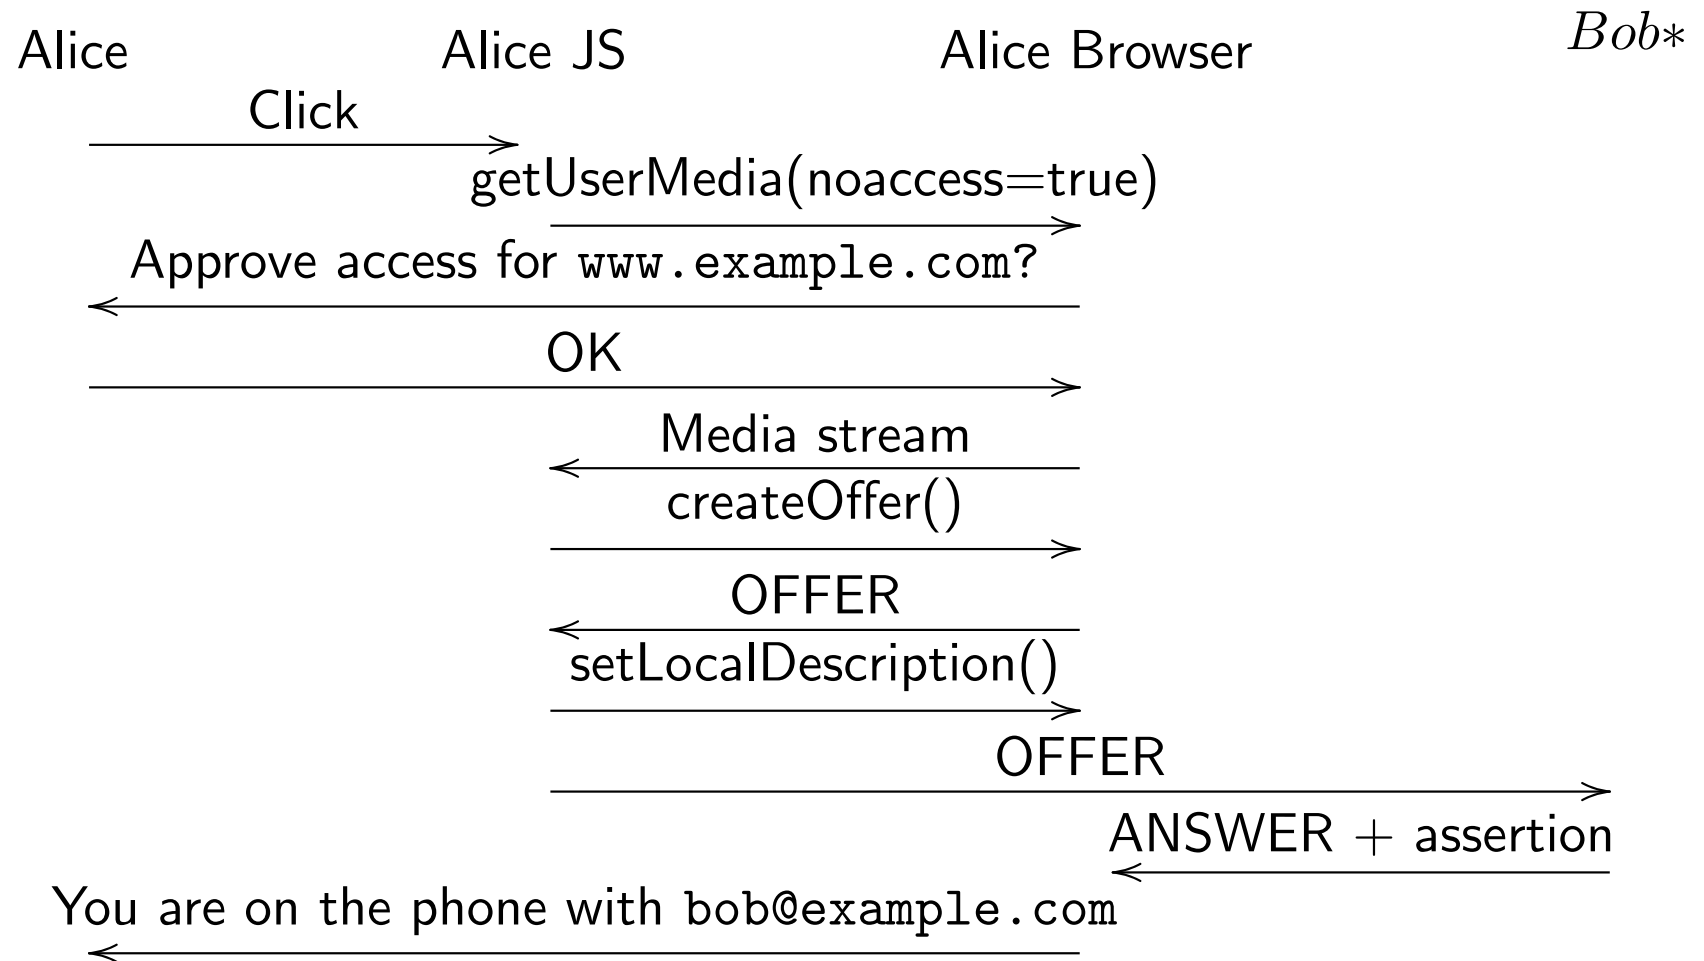 Alice Alice JS Alice Browser Bob*
Click
getUserMedia(noaccess=true)
Approve access for www.example.com?
OK
Media stream
createOffer()
OFFER
setLocalDescription()
OFFER
ANSWER + assertion
You are on the phone with bob@example.com